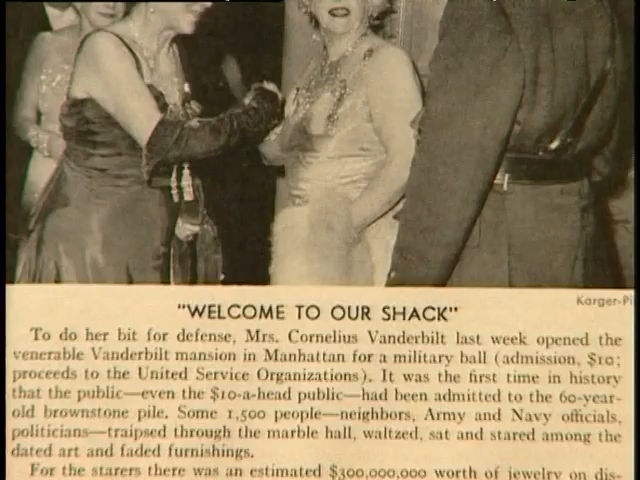 Karger-Pi
"WELCOME TO OUR SHACK"
To do her bit for defense, Mrs. Cornelius Vanderbilt last week opened the
venerable Vanderbilt mansion in Manhattan for a military ball (admission, $10;
proceeds to the United Service Organizations). It was the first time in history
that the public—even the $10-a-head public—had been admitted to the 60-year-
old brownstone pile. Some 1,500 people—neighbors, Army and Navy officials,
politicians—traipsed through the marble hall, waltzed, sat and stared among the
dated art and faded furnishings.
For the starers there was an estimated $300,000,000 worth of jewelry on dis-